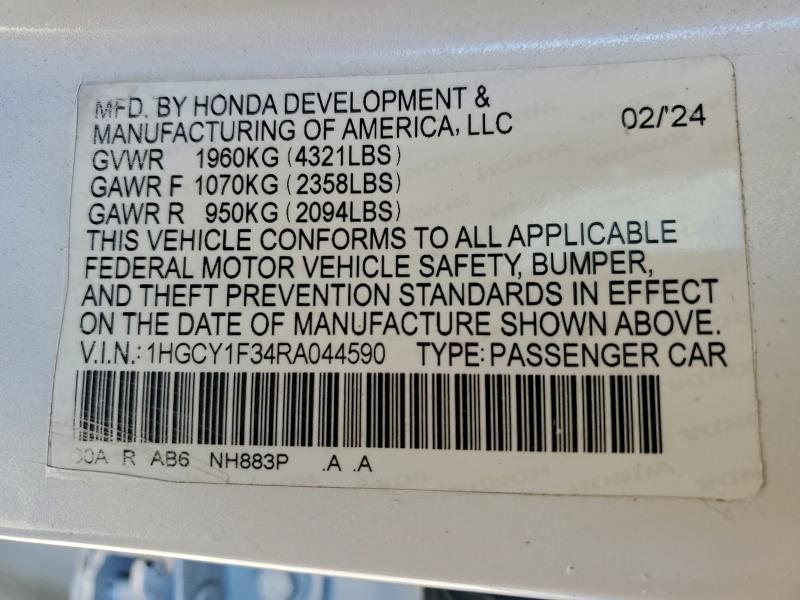 MFD. BY HONDA DEVELOPMENT &
MANUFACTURING OF AMERICA, LLC 02/'24
GVWR 1960KG (4321LBS)
GAWR F 1070KG (2358LBS)
GAWR R 950KG (2094LBS)
THIS VEHICLE CONFORMS TO ALL APPLICABLE
FEDERAL MOTOR VEHICLE SAFETY, BUMPER,
AND THEFT PREVENTION STANDARDS IN EFFECT
ON THE DATE OF MANUFACTURE SHOWN ABOVE.
V.I.N.: 1HGCY1F34RA044590 TYPE: PASSENGER CAR
R AB6 NH883P .A .A